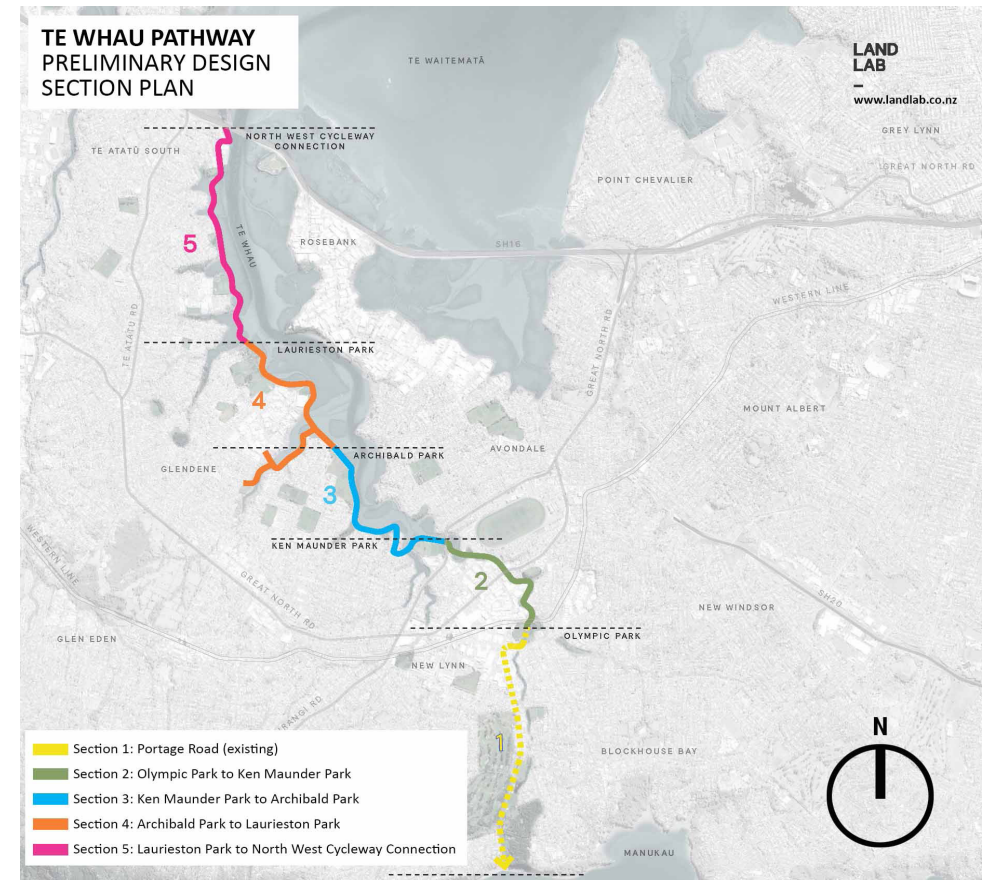 TE WHAU PATHWAY
PRELIMINARY DESIGN
SECTION PLAN
LAND
LAB
–
www.landlab.co.nz
TE WAITEMATĀ
GREY LYNN
GREAT NORTH RD
NORTH WEST CYCLEWAY
CONNECTION
TE ATATŪ SOUTH
POINT CHEVALIER
5
TE WHAU
ROSEBANK
SH16
WESTERN LINE
TE ATATU RD
GREAT NORTH RD
LAURIESTON PARK
4
MOUNT ALBERT
ARCHIBALD PARK
AVONDALE
GLENDENE
3
KEN MAUNDER PARK
WESTERN LINE
2
GREAT NORTH RD
SH20
NEW WINDSOR
GLEN EDEN
OLYMPIC PARK
NEW LYNN
1
BLOCKHOUSE BAY
N
MANUKAU
Section 1: Portage Road (existing)
Section 2: Olympic Park to Ken Maunder Park
Section 3: Ken Maunder Park to Archibald Park
Section 4: Archibald Park to Laurieston Park
Section 5: Laurieston Park to North West Cycleway Connection